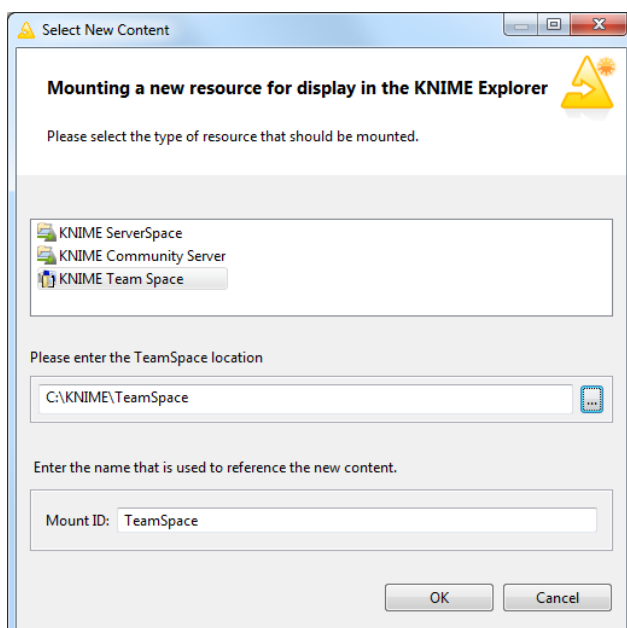 Select New Content
Mounting a new resource for display in the KNIME Explorer
Please select the type of resource that should be mounted.
KNIME ServerSpace
KNIME Community Server
KNIME Team Space
Please enter the TeamSpace location
C:\KNIME\TeamSpace
...
Enter the name that is used to reference the new content.
Mount ID: TeamSpace
OK Cancel